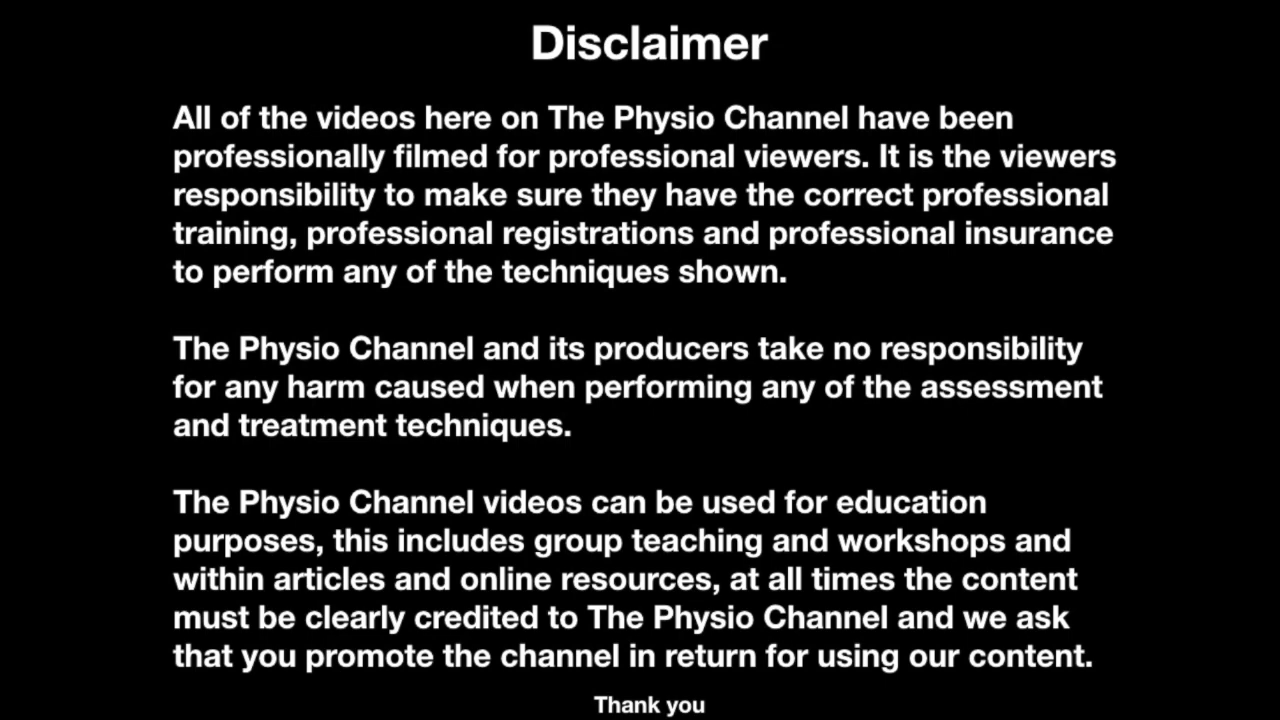 Disclaimer
All of the videos here on The Physio Channel have been
professionally filmed for professional viewers. It is the viewers
responsibility to make sure they have the correct professional
training, professional registrations and professional insurance
to perform any of the techniques shown.
The Physio Channel and its producers take no responsibility
for any harm caused when performing any of the assessment
and treatment techniques.
The Physio Channel videos can be used for education
purposes, this includes group teaching and workshops and
within articles and online resources, at all times the content
must be clearly credited to The Physio Channel and we ask
that you promote the channel in return for using our content.
Thank you